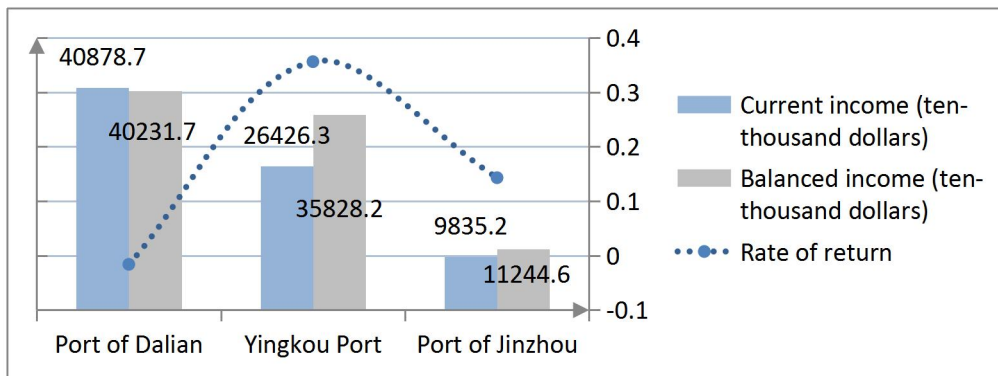 40878.7
40231.7
26426.3
35828.2
9835.2
11244.6
0.4
0.3
0.2
0.1
0
-0.1
Port of Dalian
Yingkou Port
Port of Jinzhou
Current income (ten-
thousand dollars)
Balanced income (ten-
thousand dollars)
Rate of return